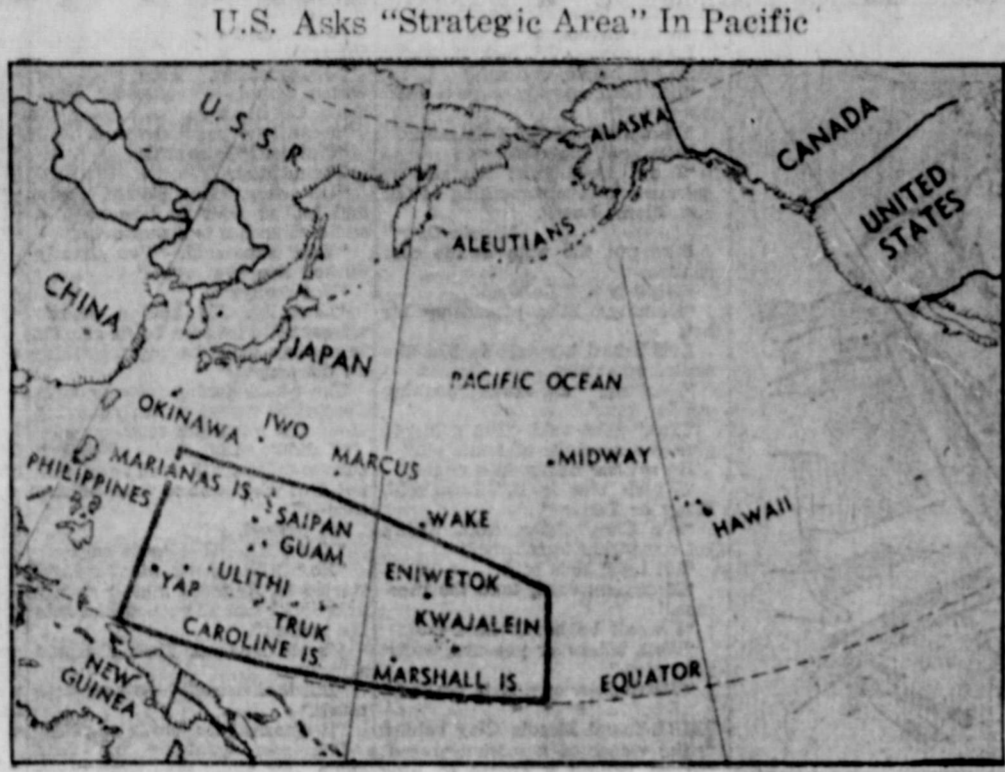 U.S. Asks "Strategic Area" In Pacific
U. S. S. R.
ALASKA
CANADA
UNITED
STATES
ALEUTIANS
CHINA
JAPAN
PACIFIC OCEAN
OKINAWA
IWO
MARCUS
MIDWAY
MARIANAS IS.
PHILIPPINES
SAIPAN
GUAM
WAKE
HAWAII
ENIWETOK
ULITHI
YAP
KWAJALEIN
TRUK
CAROLINE IS.
MARSHALL IS.
EQUATOR
NEW
GUINEA